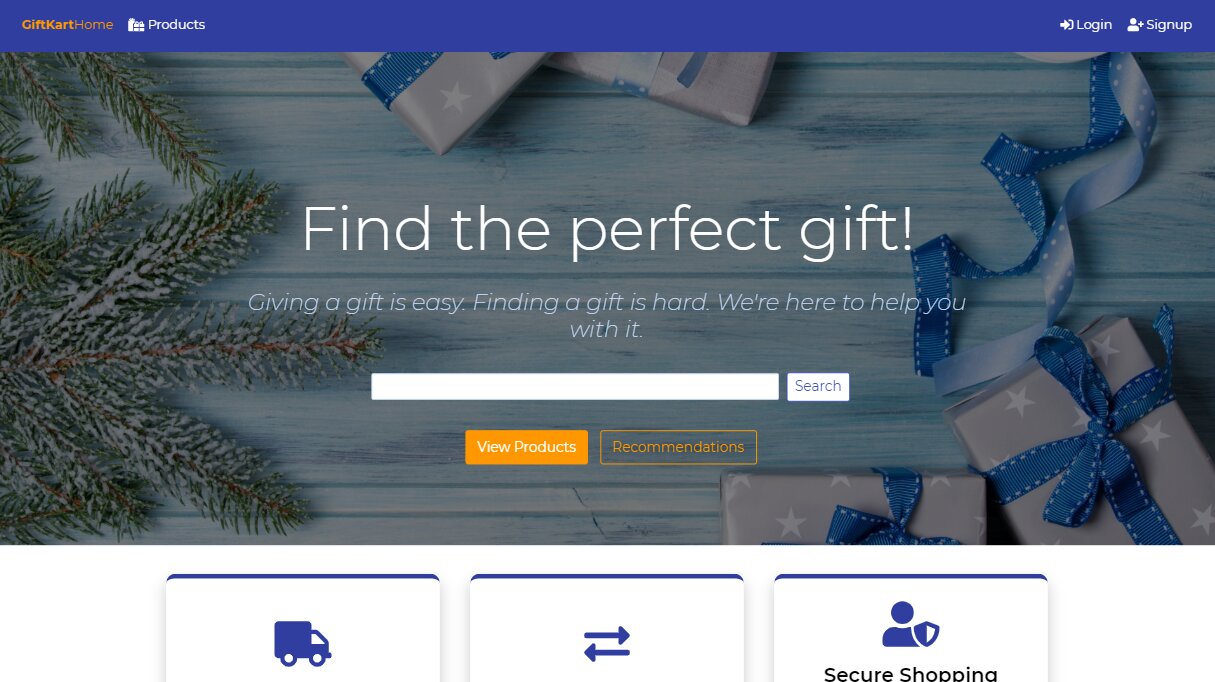 GiftKartHome Products Login Signup
Find the perfect gift!
Giving a gift is easy. Finding a gift is hard. We're here to help you
with it.
Search
View Products Recommendations
Secure Shopping